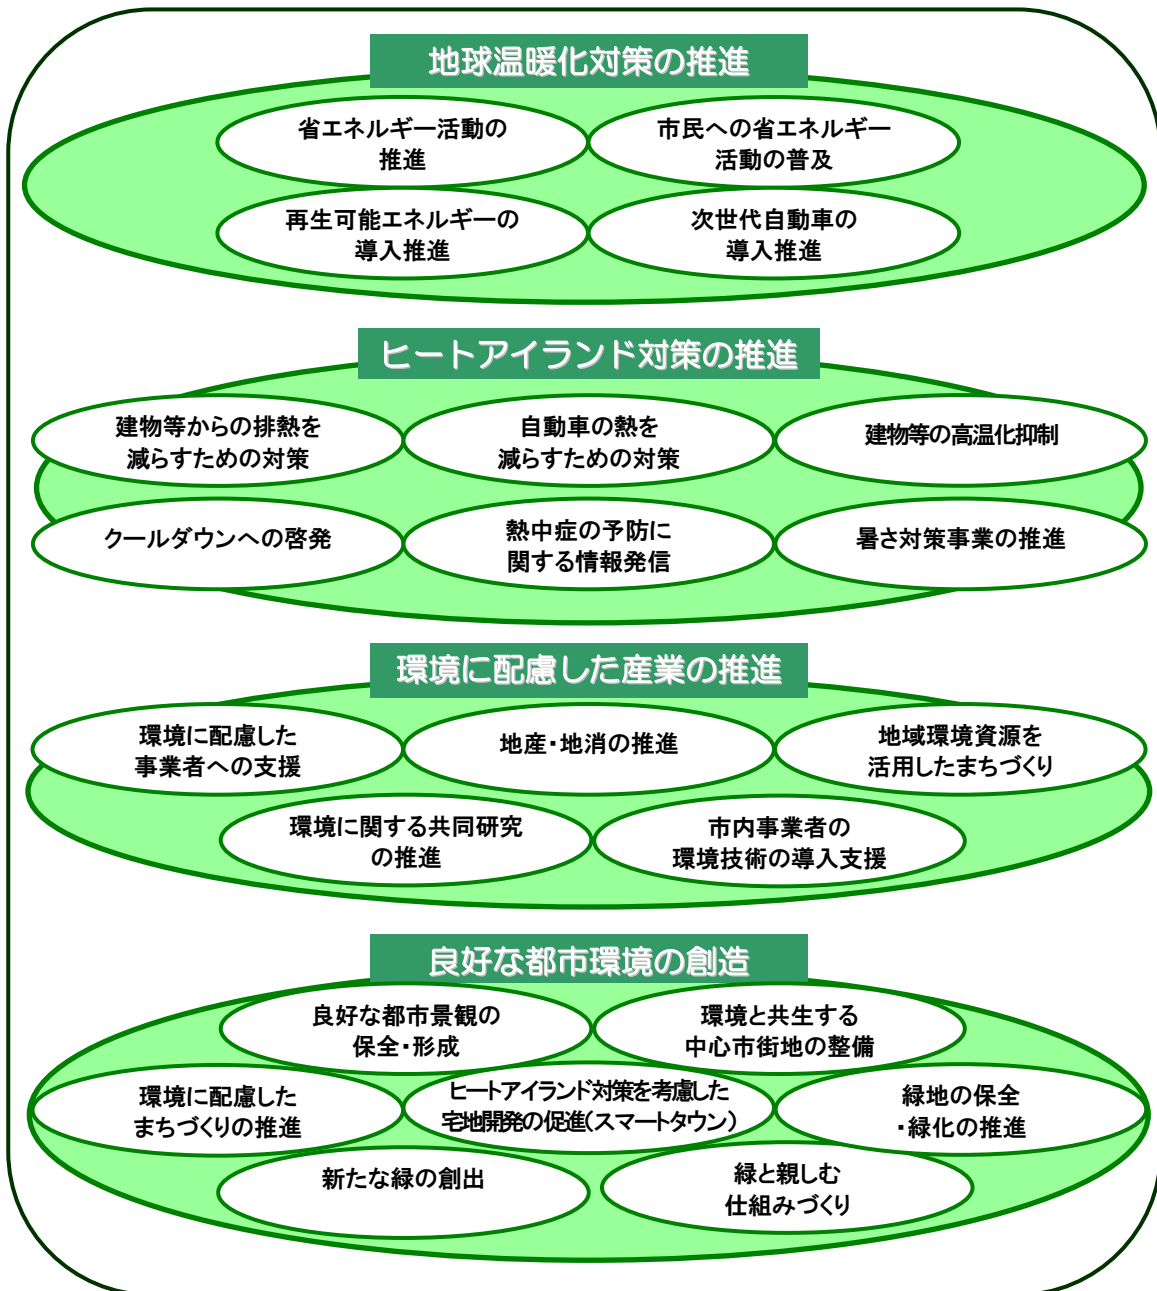 地球温暖化対策の推進
省エネルギー活動の
推進
市民への省エネルギー
活動の普及
再生可能エネルギーの
導入推進
次世代自動車の
導入推進
ヒートアイランド対策の推進
建物等からの排熱を
減らすための対策
自動車の熱を
減らすための対策
建物等の高温化抑制
クールダウンへの啓発
熱中症の予防に
関する情報発信
暑さ対策事業の推進
環境に配慮した産業の推進
環境に配慮した
事業者への支援
地産・地消の推進
地域環境資源を
活用したまちづくり
環境に関する共同研究
の推進
市内事業者の
環境技術の導入支援
良好な都市環境の創造
良好な都市景観の
保全・形成
環境と共生する
中心市街地の整備
環境に配慮した
まちづくりの推進
ヒートアイランド対策を考慮した
宅地開発の促進(スマートタウン)
緑地の保全
・緑化の推進
新たな緑の創出
緑と親しむ
仕組みづくり